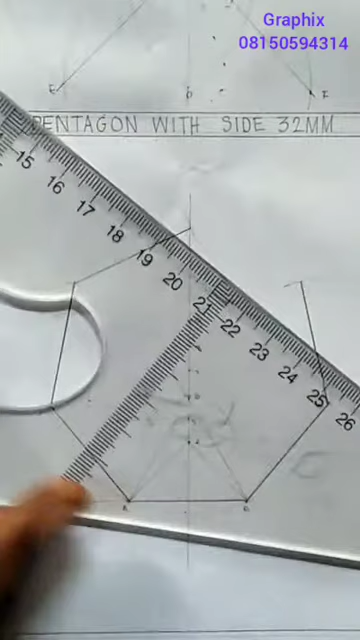 Graphix
08150594314
E D F
PENTAGON WITH SIDE 32MM
15 16 17 18 19 20 21 22 23 24 25 26
A B